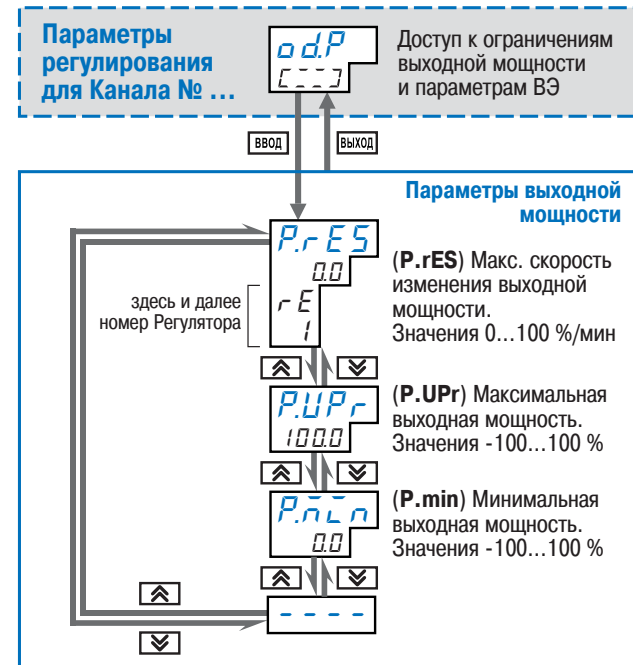 Параметры
регулирования
для Канала № ...
od.P
[---]
Доступ к ограничениям
выходной мощности
и параметрам ВЭ
ВВОД
ВЫХОД
Параметры выходной
мощности
P.rES
0.0
rE
1
здесь и далее
номер Регулятора
(P.rES) Макс. скорость
изменения выходной
мощности.
Значения 0...100 %/мин
P.UPr
100.0
(P.UPr) Максимальная
выходная мощность.
Значения -100...100 %
P.min
0.0
(P.min) Минимальная
выходная мощность.
Значения -100...100 %
- - - -